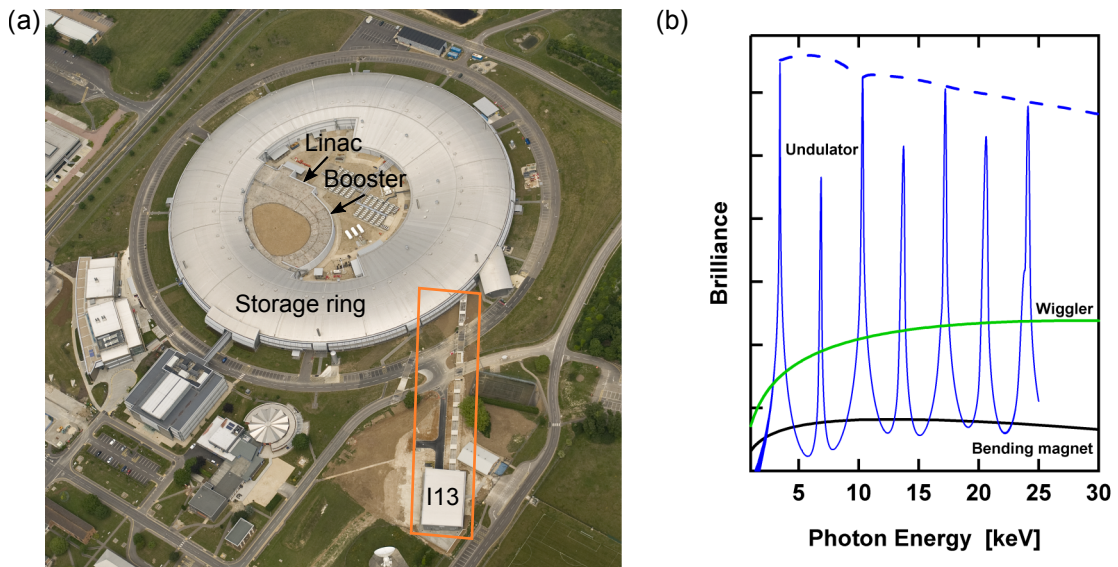 (a)
Linac
Booster
Storage ring
I13
(b)
Undulator
Wiggler
Bending magnet
Brilliance
5 10 15 20 25 30
Photon Energy [keV]